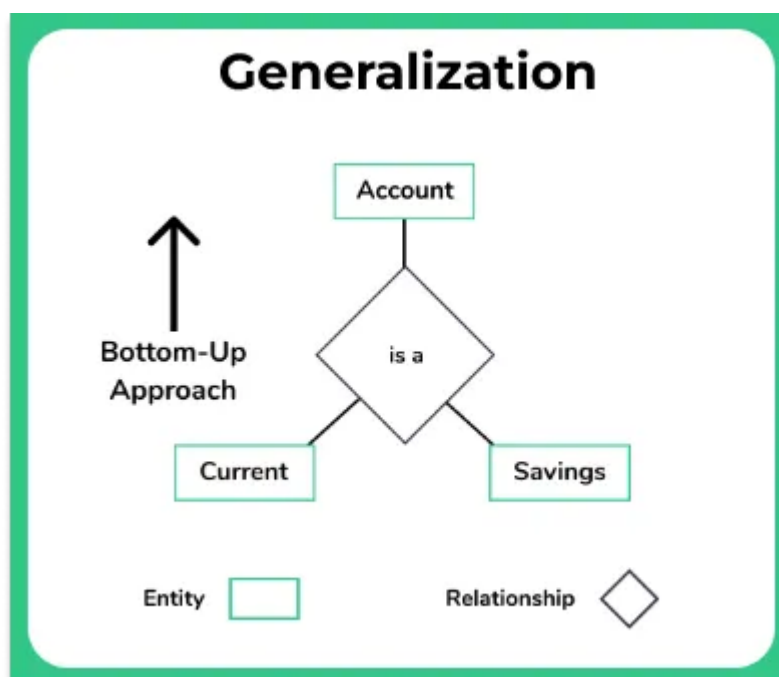 Generalization
Account
is a
Bottom-Up
Approach
Current
Savings
Entity
Relationship